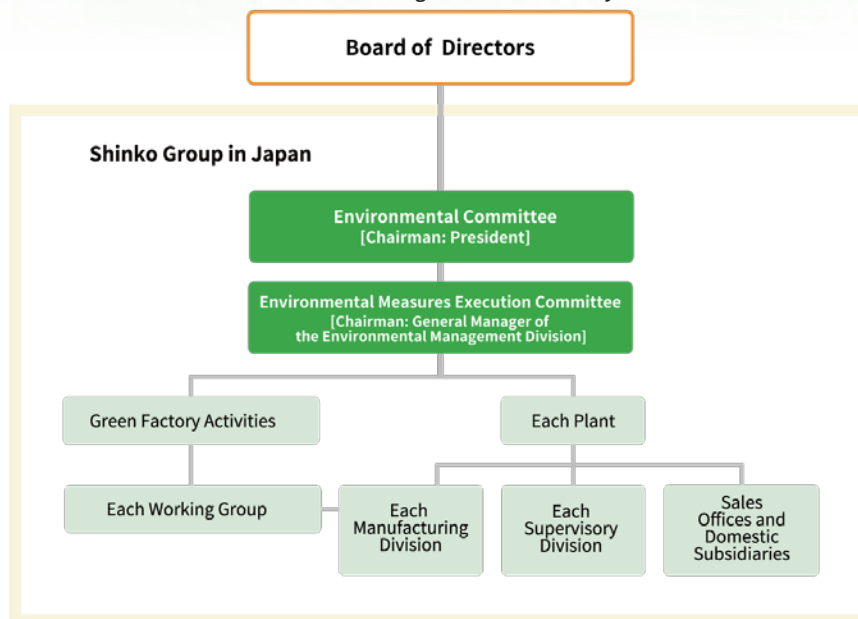 Board of Directors
Shinko Group in Japan
Environmental Committee
[Chairman: President]
Environmental Measures Execution Committee
[Chairman: General Manager of
the Environmental Management Division]
Green Factory Activities
Each Plant
Each Working Group
Each
Manufacturing
Division
Each
Supervisory
Division
Sales
Offices and
Domestic
Subsidiaries